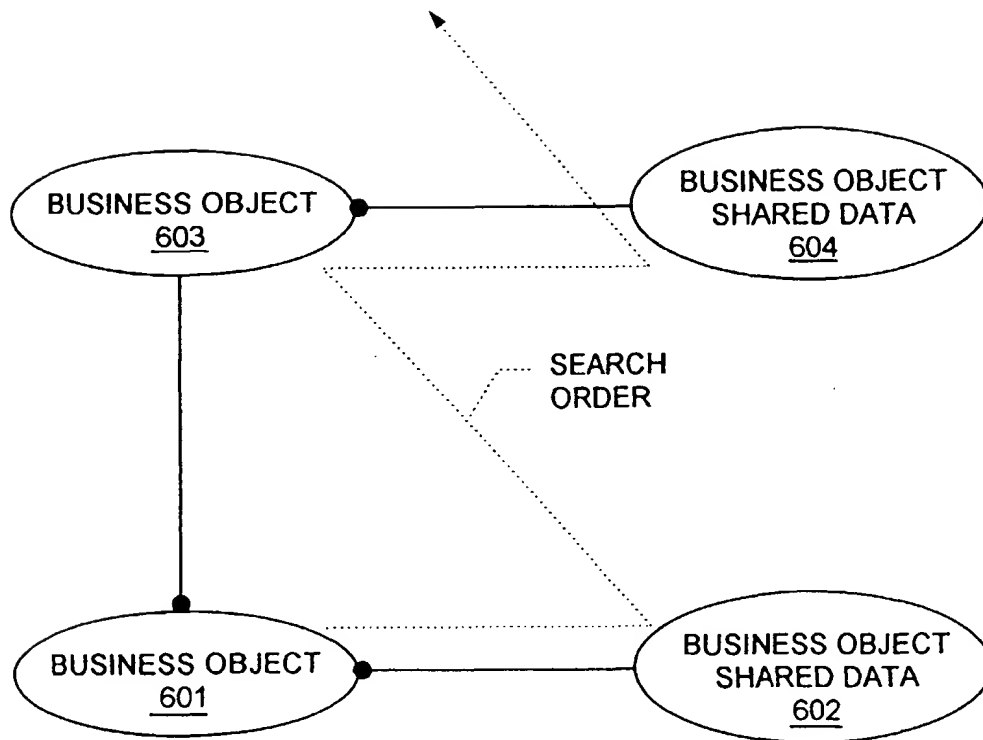 BUSINESS OBJECT
603
BUSINESS OBJECT
SHARED DATA
604
SEARCH
ORDER
BUSINESS OBJECT
601
BUSINESS OBJECT
SHARED DATA
602